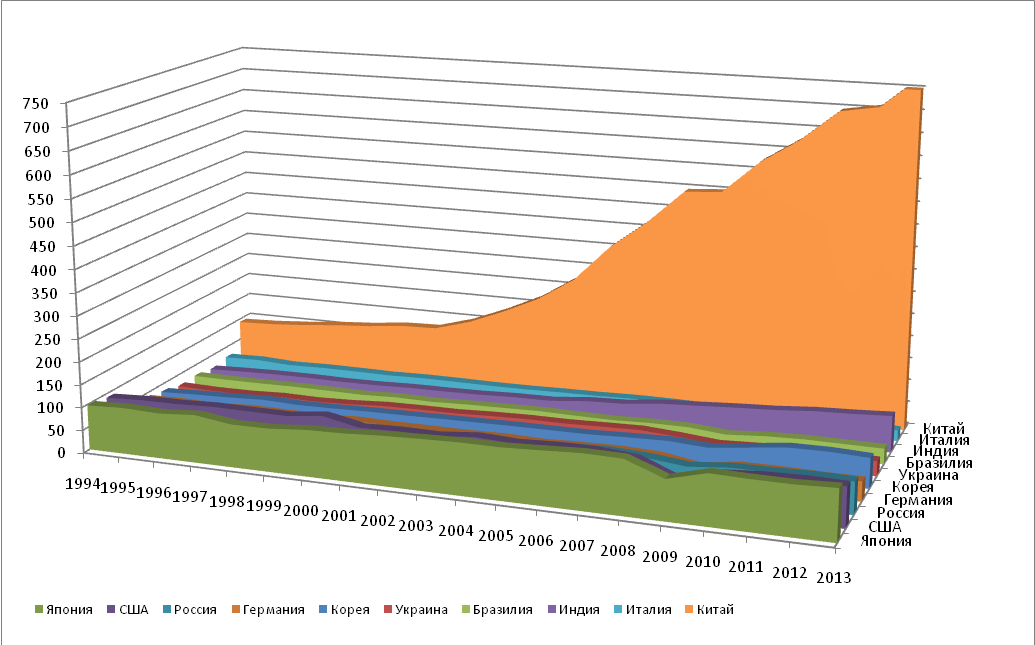 750
700
650
600
550
500
450
400
350
300
250
200
150
100
50
0
1994 1995 1996 1997 1998 1999 2000 2001 2002 2003 2004 2005 2006 2007 2008 2009 2010 2011 2012 2013
Китай
Италия
Индия
Бразилия
Украина
Корея
Германия
Россия
США
Япония
Япония США Россия Германия Корея Украина Бразилия Индия Италия Китай